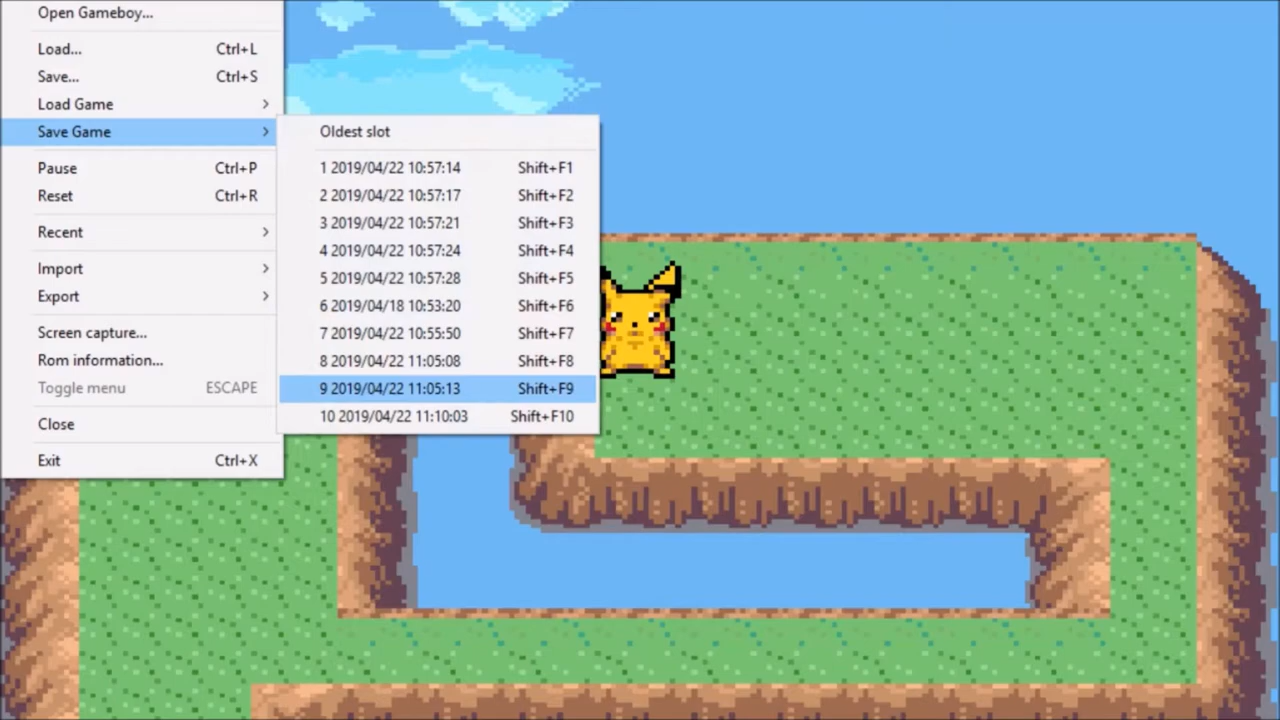 Open Gameboy...
Load... Ctrl+L
Save... Ctrl+S
Load Game
Save Game
Pause Ctrl+P
Reset Ctrl+R
Recent
Import
Export
Screen capture...
Rom information...
Toggle menu ESCAPE
Close
Exit Ctrl+X
Oldest slot
1 2019/04/22 10:57:14 Shift+F1
2 2019/04/22 10:57:17 Shift+F2
3 2019/04/22 10:57:21 Shift+F3
4 2019/04/22 10:57:24 Shift+F4
5 2019/04/22 10:57:28 Shift+F5
6 2019/04/18 10:53:20 Shift+F6
7 2019/04/22 10:55:50 Shift+F7
8 2019/04/22 11:05:08 Shift+F8
9 2019/04/22 11:05:13 Shift+F9
10 2019/04/22 11:10:03 Shift+F10